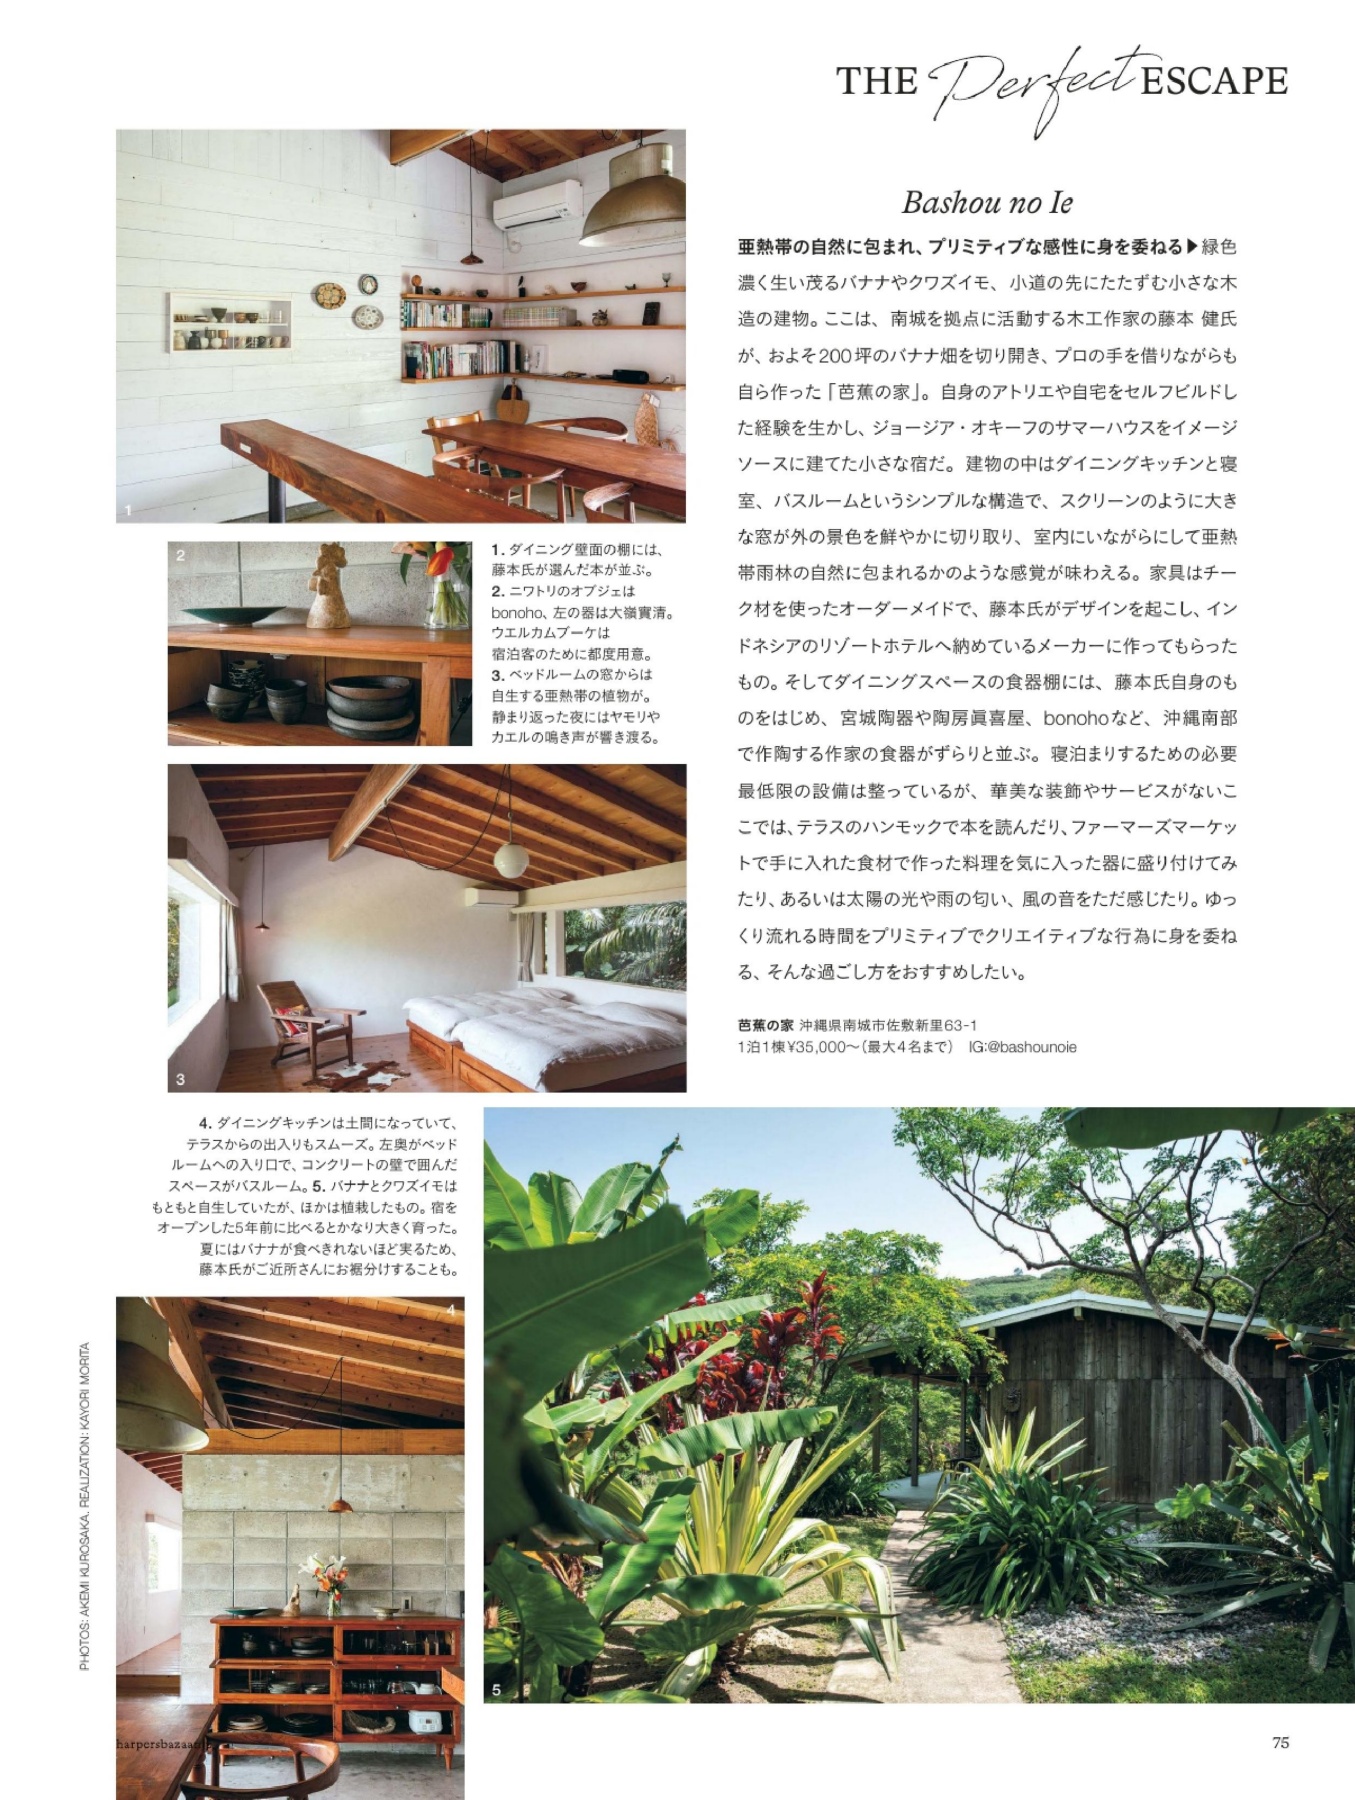 THE Perfect ESCAPE
Bashou no Ie
亜熱帯の自然に包まれ、プリミティブな感性に身を委ねる▶緑色
濃く生い茂るバナナやクワズイモ、小道の先にたたずむ小さな木
造の建物。ここは、南城を拠点に活動する木工作家の藤本 健氏
が、およそ200坪のバナナ畑を切り開き、プロの手を借りながらも
自ら作った「芭蕉の家」。自身のアトリエや自宅をセルフビルドし
た経験を生かし、ジョージア・オキーフのサマーハウスをイメージ
ソースに建てた小さな宿だ。建物の中はダイニングキッチンと寝
室、バスルームというシンプルな構造で、スクリーンのように大き
な窓が外の景色を鮮やかに切り取り、室内にいながらにして亜熱
帯雨林の自然に包まれるかのような感覚が味わえる。家具はチー
ク材を使ったオーダーメイドで、藤本氏がデザインを起こし、イン
ドネシアのリゾートホテルへ納めているメーカーに作ってもらった
もの。そしてダイニングスペースの食器棚には、藤本氏自身のも
のをはじめ、宮城陶器や陶房眞喜屋、bonohoなど、沖縄南部
で作陶する作家の食器がずらりと並ぶ。寝泊まりするための必要
最低限の設備は整っているが、華美な装飾やサービスがないこ
こでは、テラスのハンモックで本を読んだり、ファーマーズマーケッ
トで手に入れた食材で作った料理を気に入った器に盛り付けてみ
たり、あるいは太陽の光や雨の匂い、風の音をただ感じたり。ゆっ
くり流れる時間をプリミティブでクリエイティブな行為に身を委ね
る、そんな過ごし方をおすすめしたい。
芭蕉の家 沖縄県南城市佐敷新里63-1
1泊1棟¥35,000〜（最大4名まで） IG:@bashounoie
1
2
1. ダイニング壁面の棚には、
藤本氏が選んだ本が並ぶ。
2. ニワトリのオブジェは
bonoho、左の器は大嶺實清。
ウエルカムブーケは
宿泊客のために都度用意。
3. ベッドルームの窓からは
自生する亜熱帯の植物が。
静まり返った夜にはヤモリや
カエルの鳴き声が響き渡る。
3
4. ダイニングキッチンは土間になっていて、
テラスからの出入りもスムーズ。左奥がベッド
ルームへの入り口で、コンクリートの壁で囲んだ
スペースがバスルーム。5. バナナとクワズイモは
もともと自生していたが、ほかは植栽したもの。宿を
オープンした5年前に比べるとかなり大きく育った。
夏にはバナナが食べきれないほど実るため、
藤本氏がご近所さんにお裾分けすることも。
4
5
PHOTOS: AKEMI KUROSAKA. REALIZATION: KAYORI MORITA
harpersbazaar
75